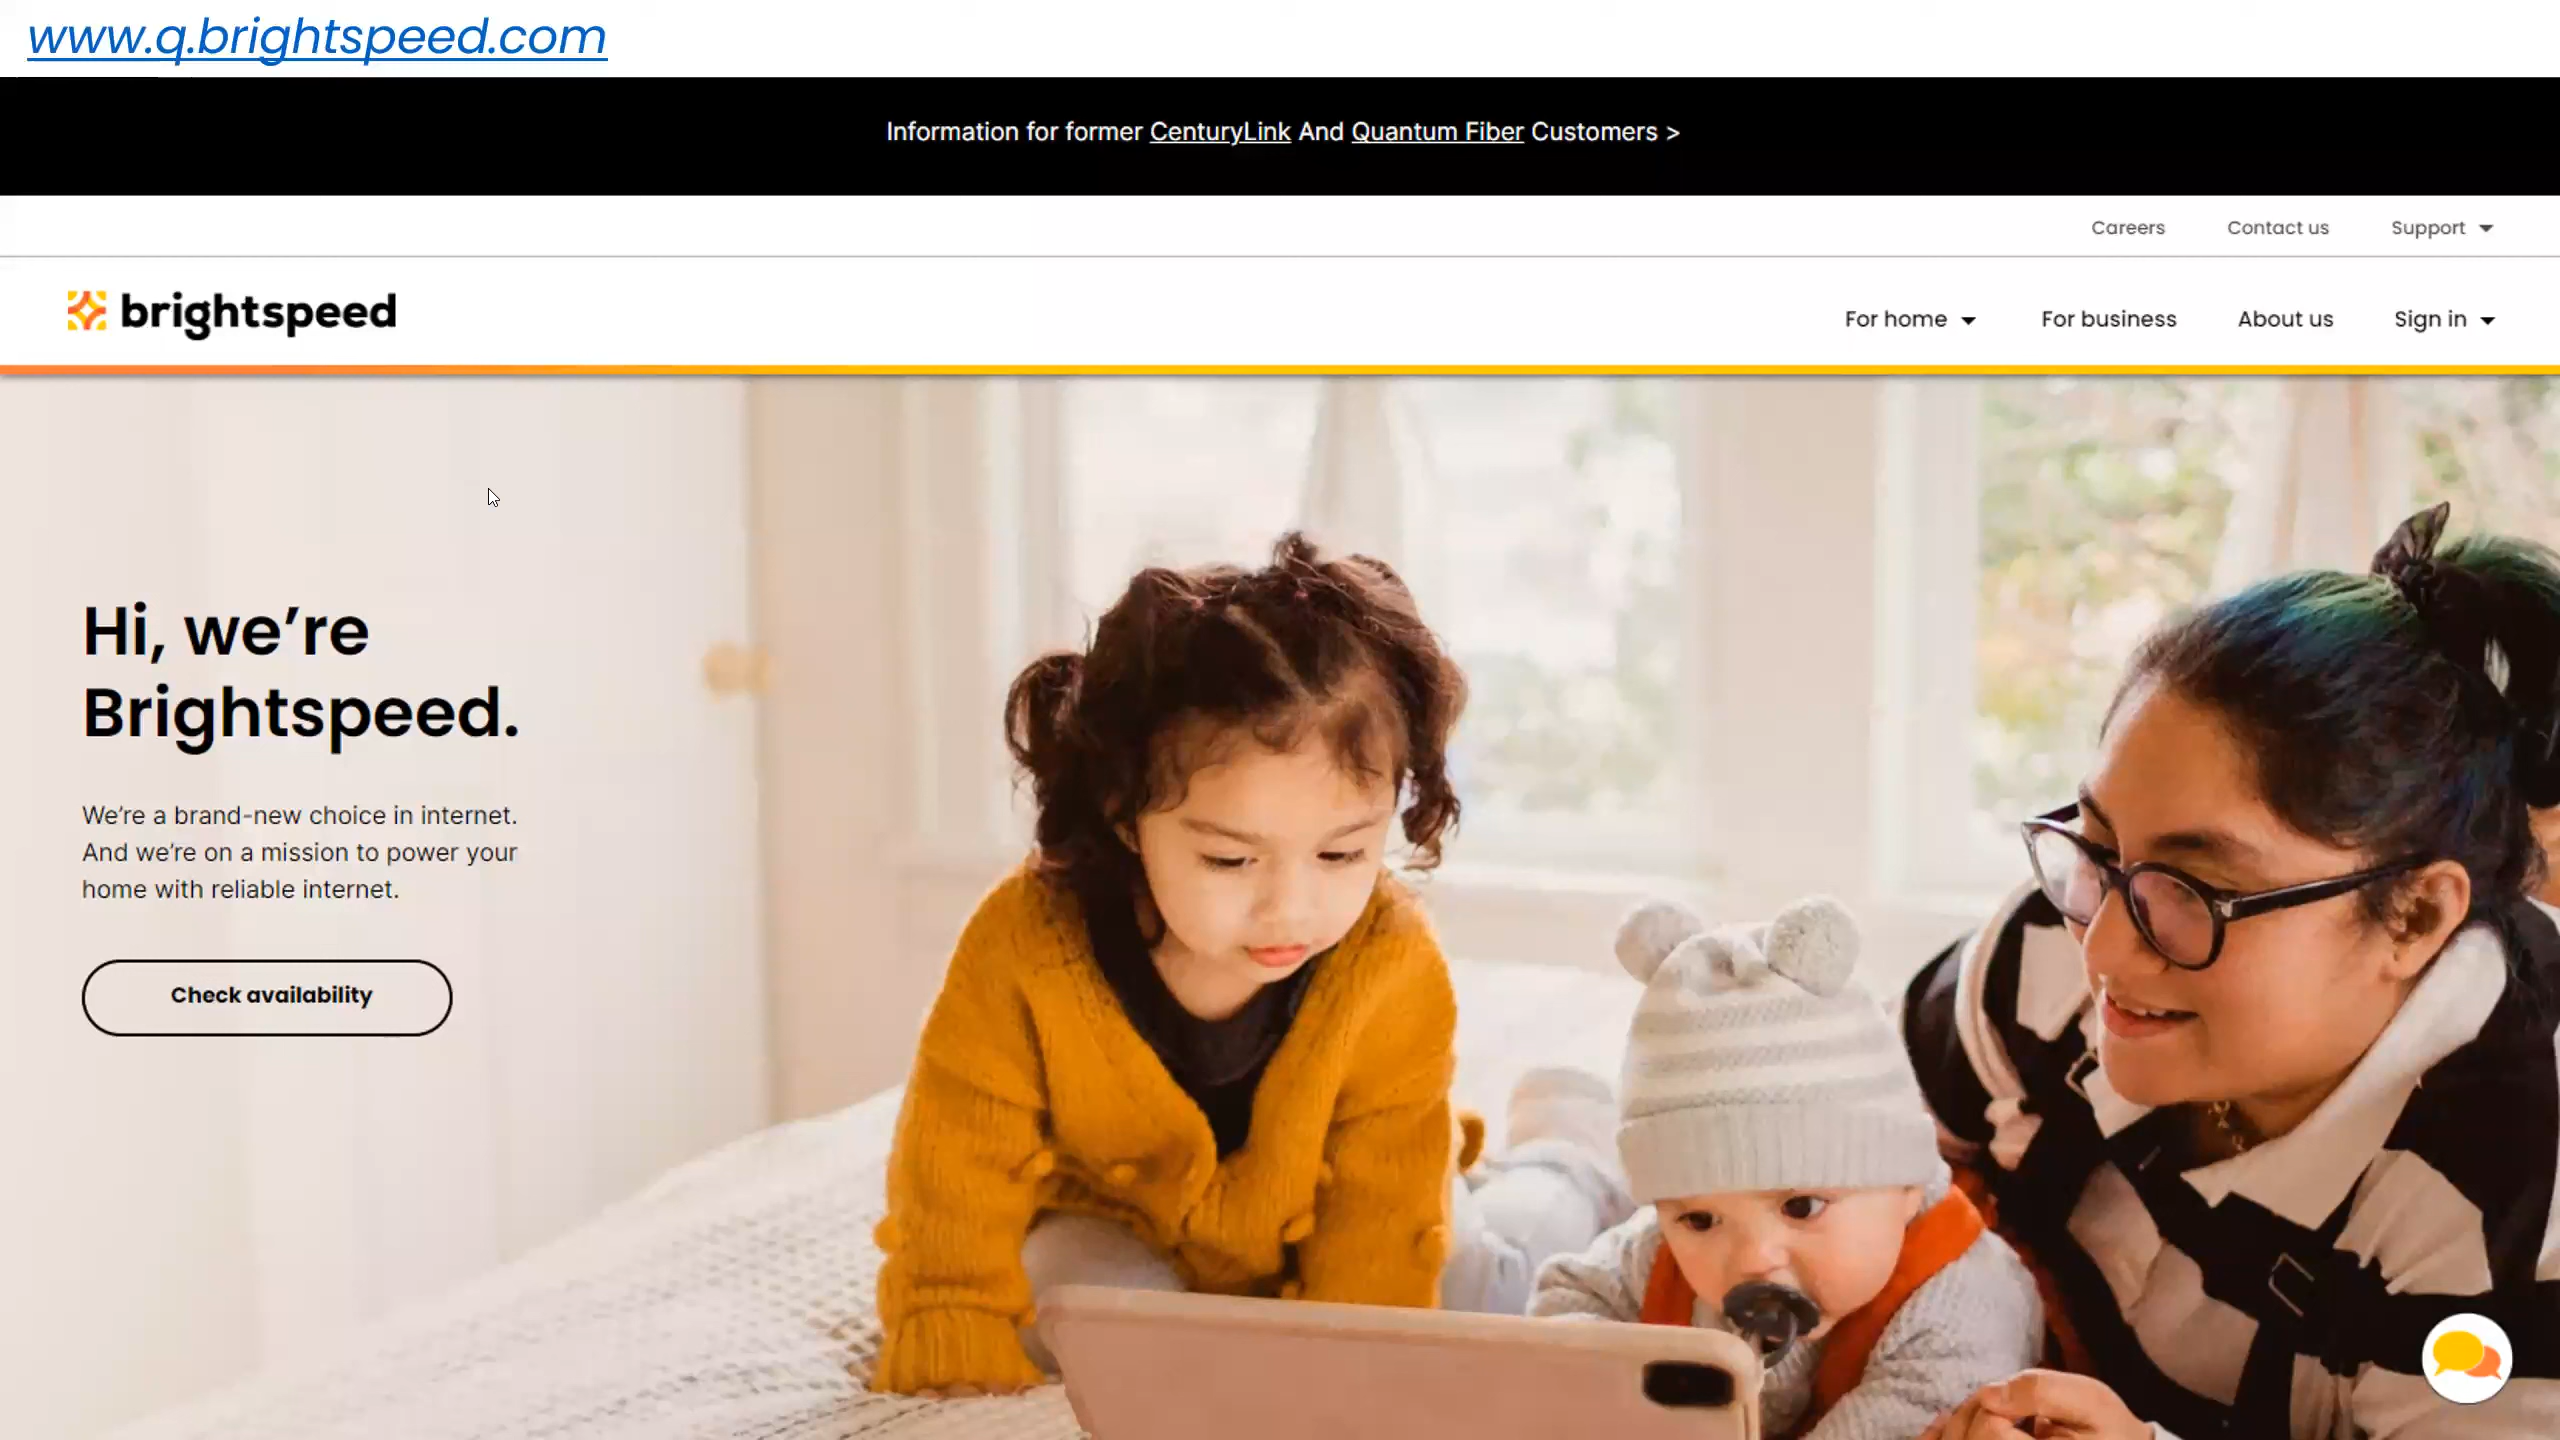 www.q.brightspeed.com
Information for former CenturyLink And Quantum Fiber Customers >
Careers Contact us Support
brightspeed
For home For business About us Sign in
Hi, we’re
Brightspeed.
We’re a brand-new choice in internet.
And we’re on a mission to power your
home with reliable internet.
Check availability